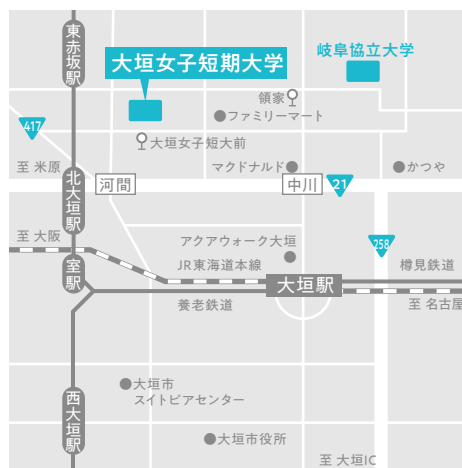 東赤坂駅
大垣女子短期大学
岐阜協立大学
領家
ファミリーマート
417
大垣女子短大前
至 米原
マクドナルド
かつや
河間
中川
21
北大垣駅
至 大阪
アクアウォーク大垣
258
室駅
JR東海道本線
大垣駅
樽見鉄道
養老鉄道
至 名古屋
大垣市
スイトピアセンター
西大垣駅
大垣市役所
至 大垣IC